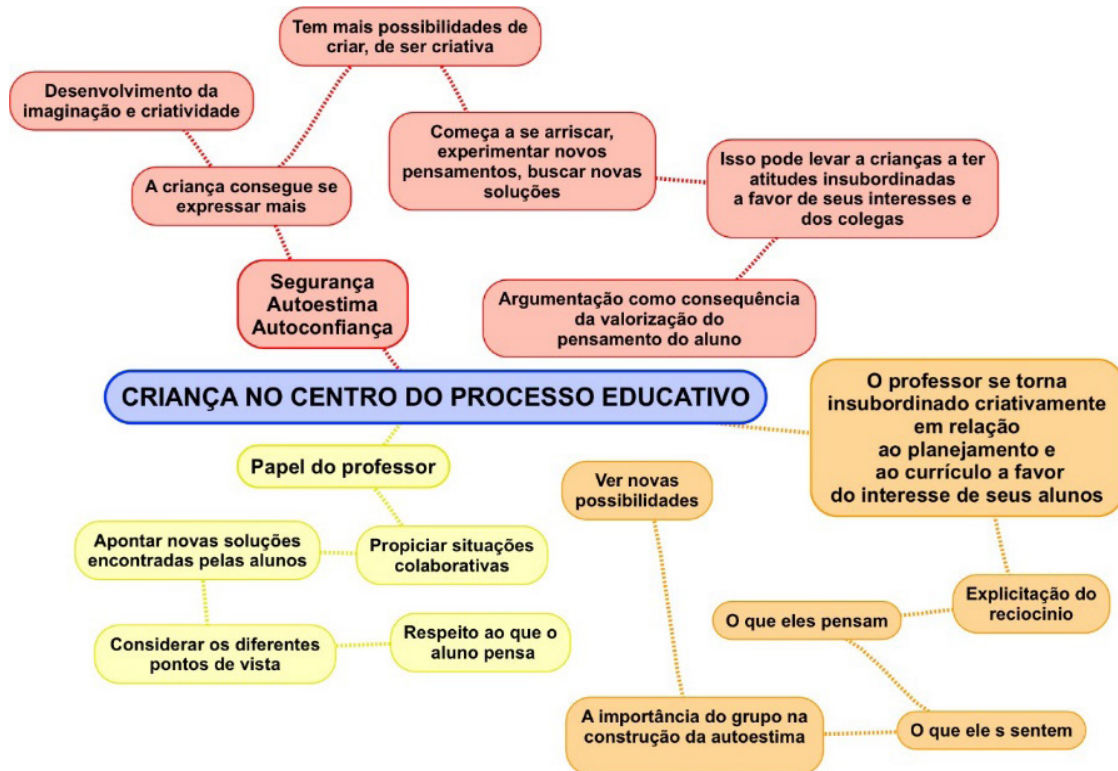 Tem mais possibilidades de
criar, de ser criativa
Desenvolvimento da
imaginação e criatividade
Começa a se arriscar,
experimentar novos
pensamentos, buscar novas
soluções
Isso pode levar a crianças a ter
atitudes insubordinadas
a favor de seus interesses e
dos colegas
A criança consegue se
expressar mais
Segurança
Autoestima
Autoconfiança
Argumentação como consequência
da valorização do
pensamento do aluno
CRIANÇA NO CENTRO DO PROCESSO EDUCATIVO
O professor se torna
insubordinado criativamente
em relação
ao planejamento e
ao currículo a favor
do interesse de seus alunos
Papel do professor
Ver novas
possibilidades
Apontar novas soluções
encontradas pelas alunos
Propiciar situações
colaborativas
Explicitação do
reciocinio
O que eles pensam
Considerar os diferentes
pontos de vista
Respeito ao que o
aluno pensa
A importância do grupo na
construção da autoestima
O que ele s sentem